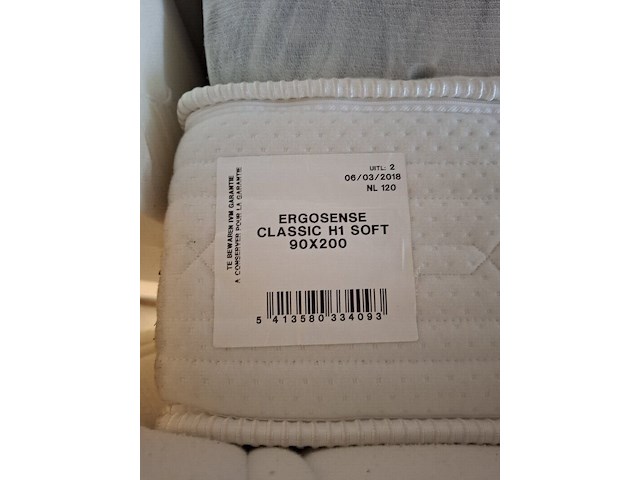 UITL: 2
06/03/2018
NL 120
TE BEWAREN IVM GARANTIE
A CONSERVER POUR LA GARANTIE
ERGOSENSE
CLASSIC H1 SOFT
90X200
5 413580 334093